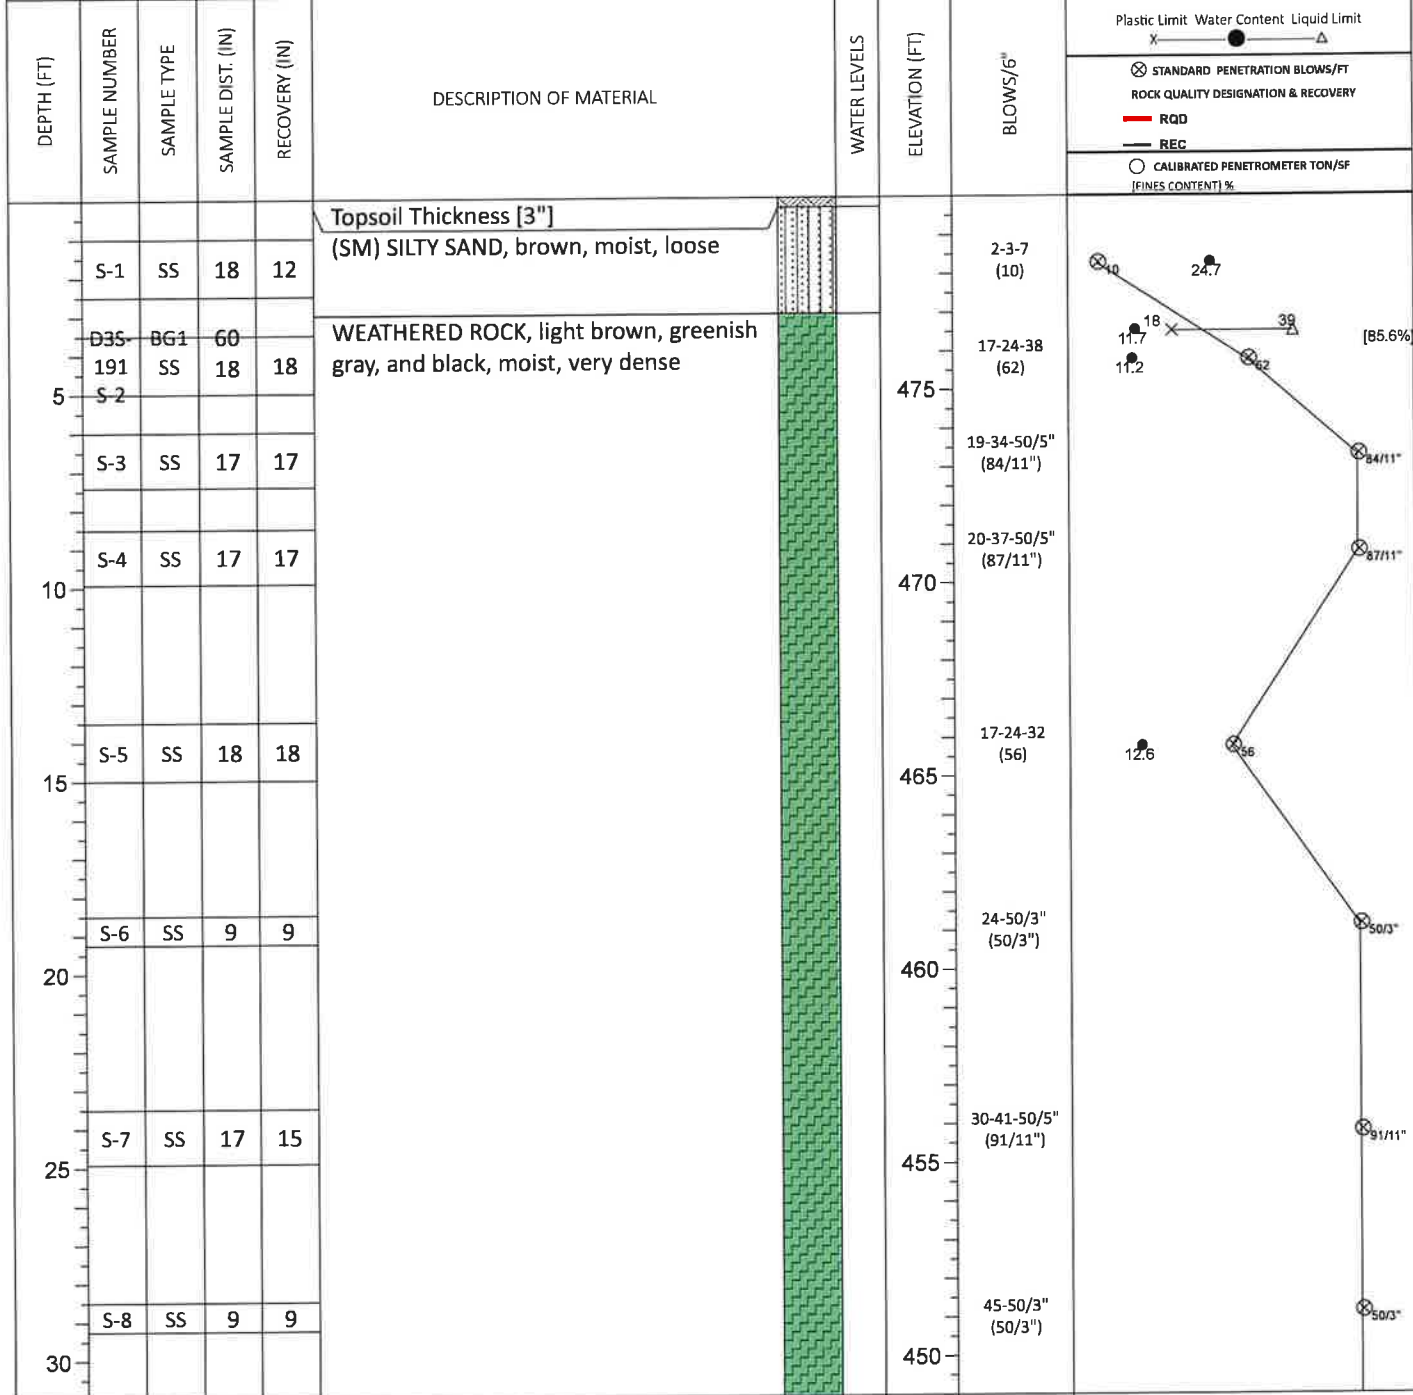 DEPTH (FT)
SAMPLE NUMBER
SAMPLE TYPE
SAMPLE DIST. (IN)
RECOVERY (IN)
DESCRIPTION OF MATERIAL
WATER LEVELS
ELEVATION (FT)
BLOWS/6"
Plastic Limit Water Content Liquid Limit
STANDARD PENETRATION BLOWS/FT
ROCK QUALITY DESIGNATION & RECOVERY
RQD
REC
CALIBRATED PENETROMETER TON/SF
[FINES CONTENT] %
Topsoil Thickness [3"]
(SM) SILTY SAND, brown, moist, loose
S-1 SS 18 12
2-3-7
(10)
10
24.7
WEATHERED ROCK, light brown, greenish
gray, and black, moist, very dense
D3S- BG1 60
191 SS 18 18
S-2
17-24-38
(62)
11.7
18
39
[85.6%]
11.2
62
5
475
S-3 SS 17 17
19-34-50/5"
(84/11")
84/11"
S-4 SS 17 17
20-37-50/5"
(87/11")
87/11"
10
470
S-5 SS 18 18
17-24-32
(56)
12.6
56
15
465
S-6 SS 9 9
24-50/3"
(50/3")
50/3"
20
460
S-7 SS 17 15
30-41-50/5"
(91/11")
91/11"
25
455
S-8 SS 9 9
45-50/3"
(50/3")
50/3"
30
450